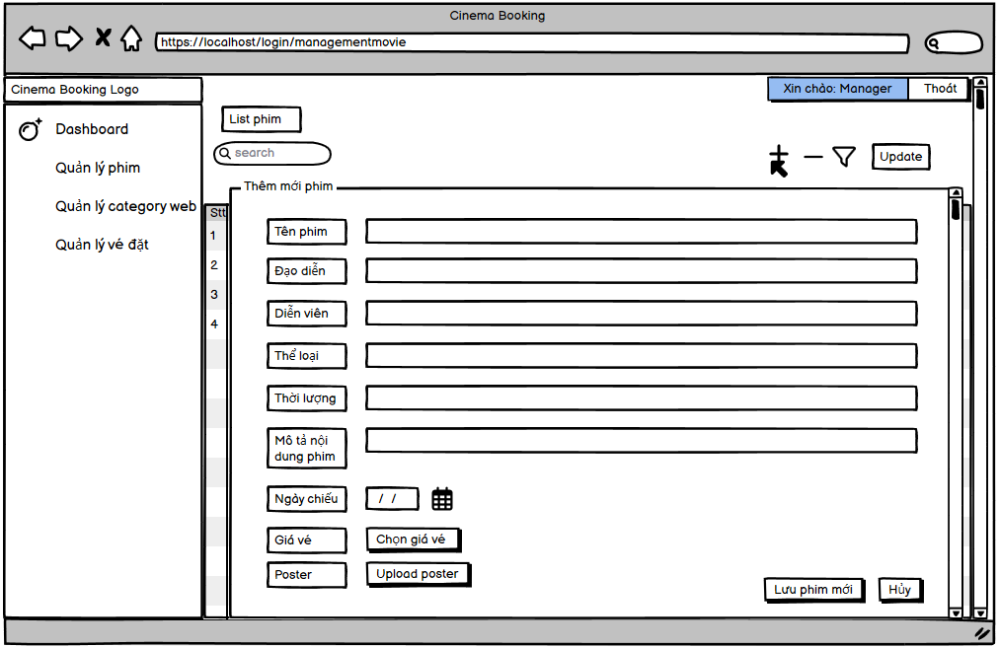 Cinema Booking
https://localhost/login/managementmovie
Cinema Booking Logo
Xin chào: Manager
Thoát
Dashboard
Quản lý phim
Quản lý category web
Quản lý vé đặt
List phim
search
Update
Thêm mới phim
Stt
1
2
3
4
Tên phim
Đạo diễn
Diễn viên
Thể loại
Thời lượng
Mô tả nội
dung phim
Ngày chiếu
/ /
Giá vé
Chọn giá vé
Poster
Upload poster
Lưu phim mới
Hủy